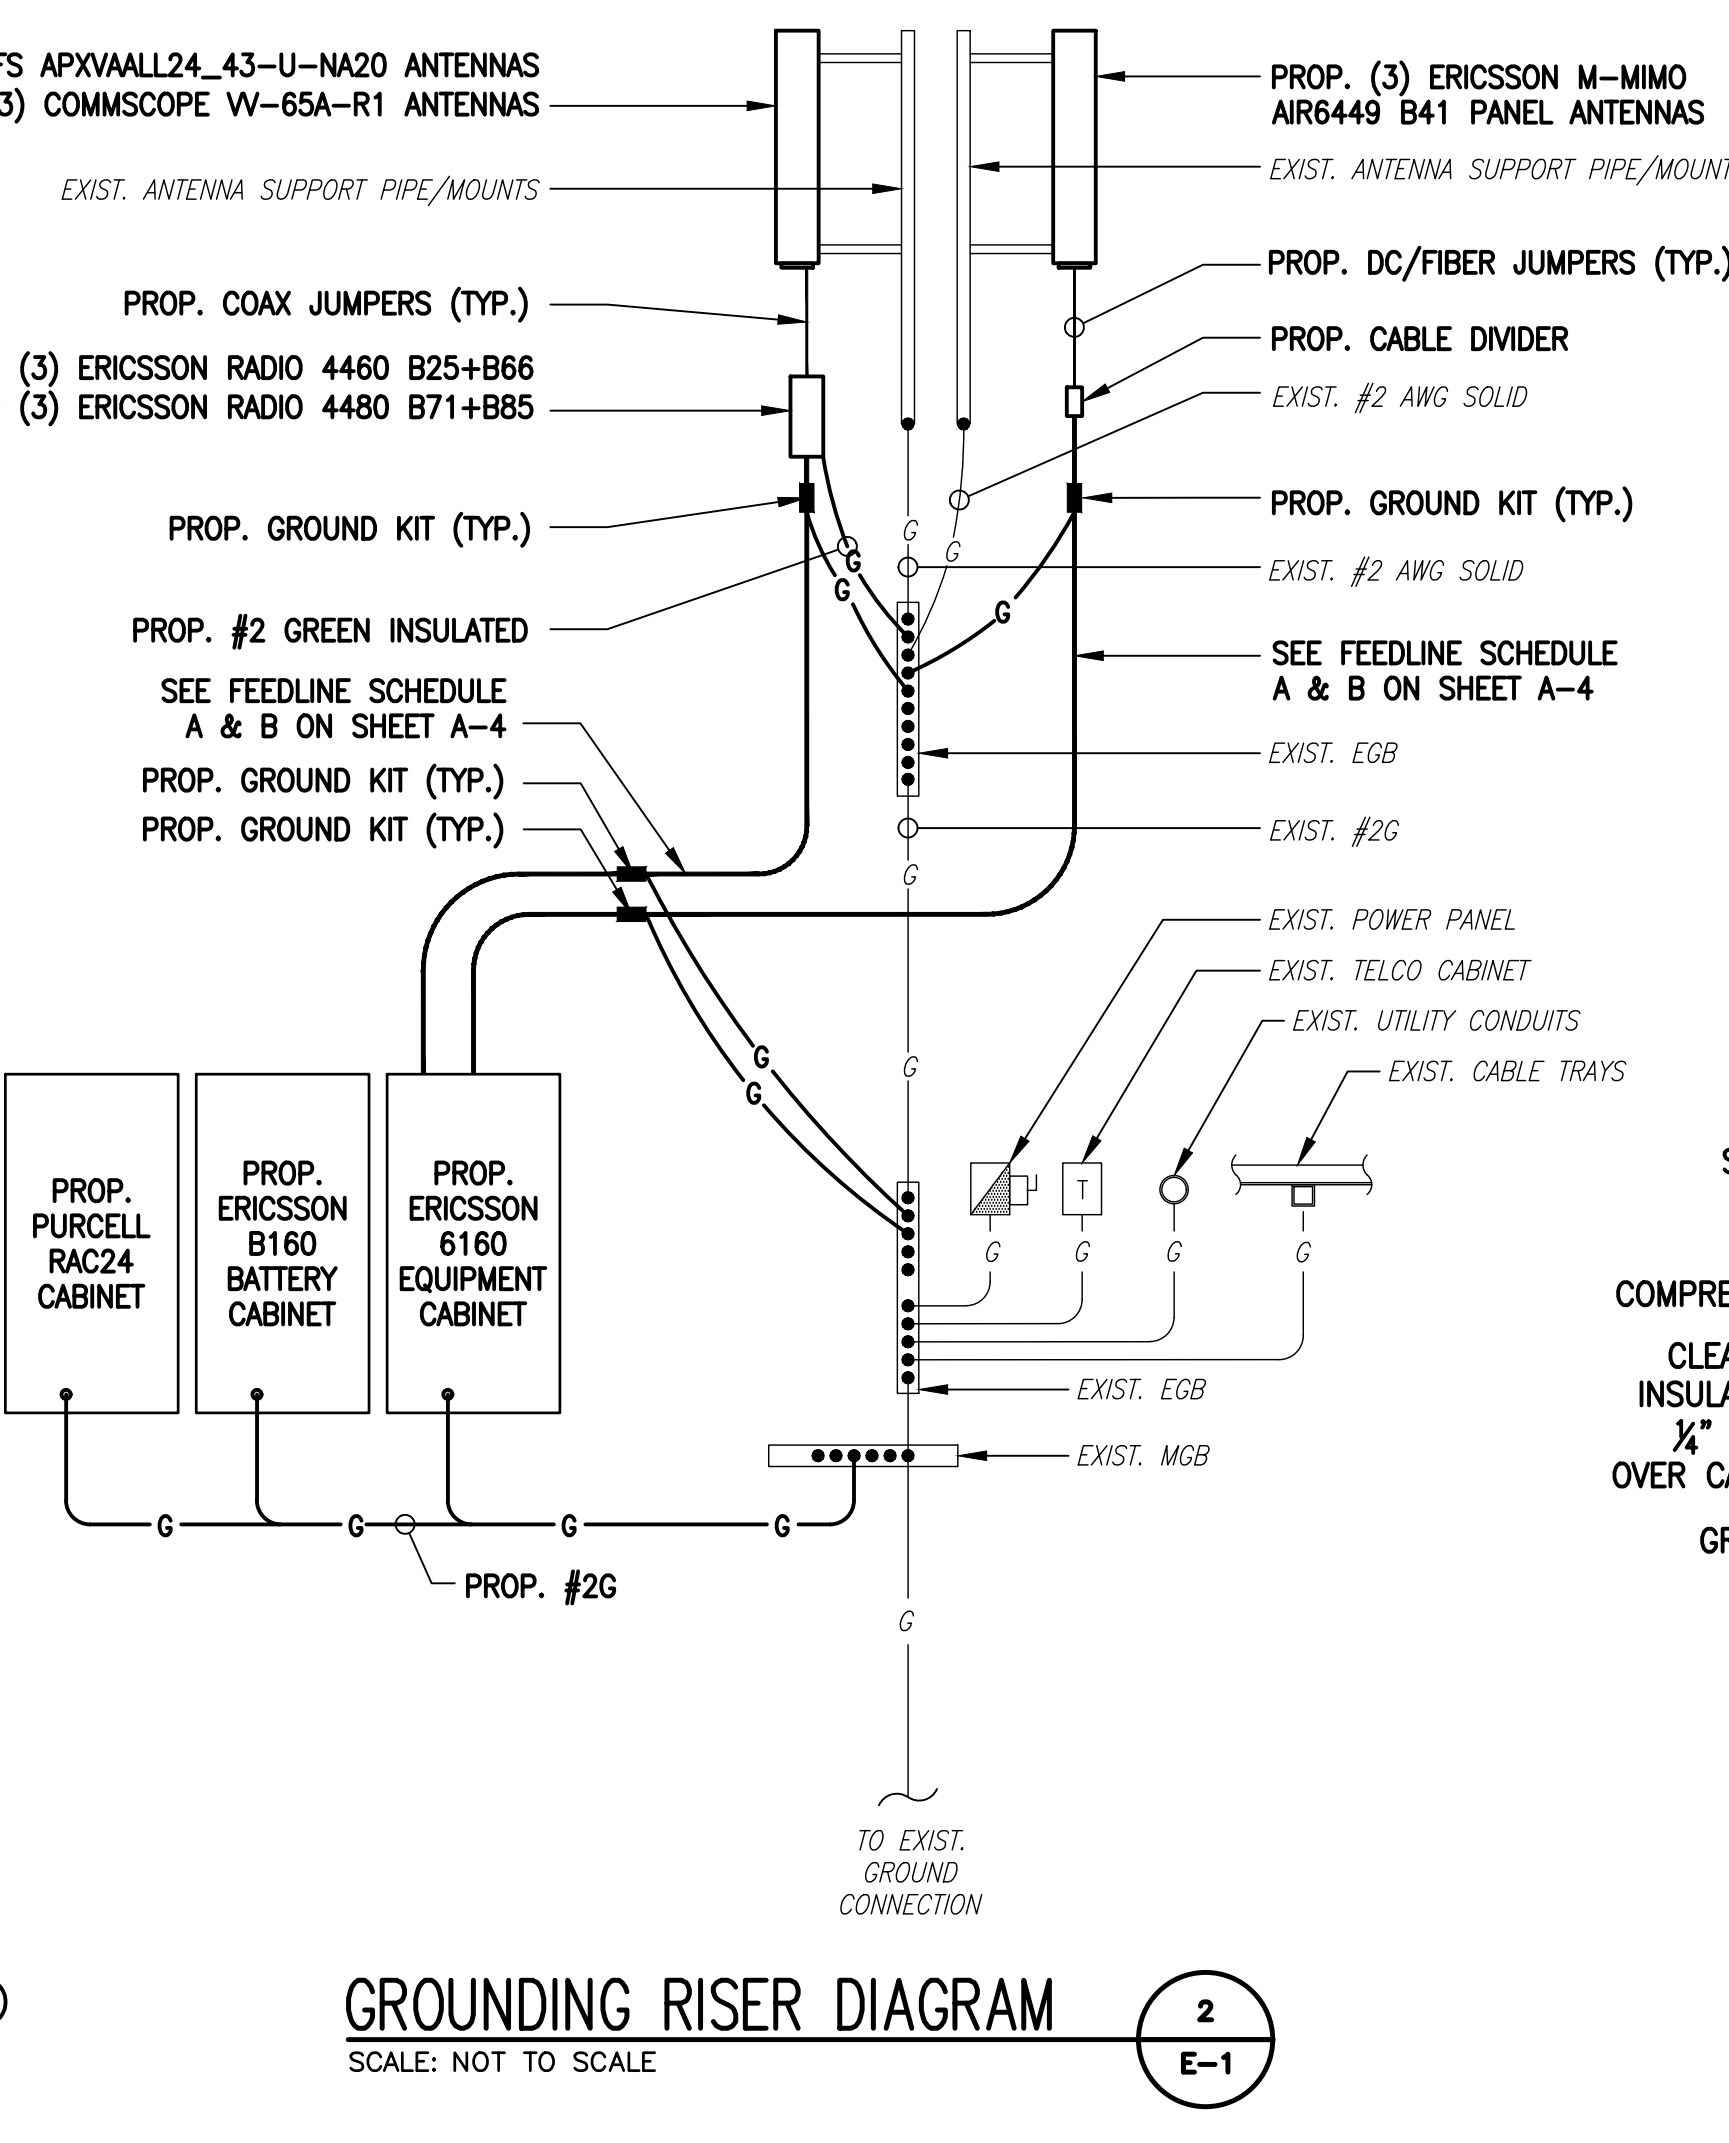 APXVAALL24_43-U-NA20 ANTENNAS
COMMSCOPE VV-65A-R1 ANTENNAS
EXIST. ANTENNA SUPPORT PIPE/MOUNTS
PROP. COAX JUMPERS (TYP.)
(3) ERICSSON RADIO 4460 B25+B66
(3) ERICSSON RADIO 4480 B71+B85
PROP. GROUND KIT (TYP.)
PROP. #2 GREEN INSULATED
SEE FEEDLINE SCHEDULE
A & B ON SHEET A-4
PROP. GROUND KIT (TYP.)
PROP. GROUND KIT (TYP.)
PROP. (3) ERICSSON M-MIMO
AIR6449 B41 PANEL ANTENNAS
EXIST. ANTENNA SUPPORT PIPE/MOUNT
PROP. DC/FIBER JUMPERS (TYP.)
PROP. CABLE DIVIDER
EXIST. #2 AWG SOLID
PROP. GROUND KIT (TYP.)
EXIST. #2 AWG SOLID
SEE FEEDLINE SCHEDULE
A & B ON SHEET A-4
EXIST. EGB
EXIST. #2G
EXIST. POWER PANEL
EXIST. TELCO CABINET
EXIST. UTILITY CONDUITS
EXIST. CABLE TRAYS
G
G
G
G
G
G
G
G
G
T
G
G
G
G
PROP.
PURCELL
RAC24
CABINET
PROP.
ERICSSON
B160
BATTERY
CABINET
PROP.
ERICSSON
6160
EQUIPMENT
CABINET
EXIST. EGB
EXIST. MGB
G
G
G
G
PROP. #2G
G
TO EXIST.
GROUND
CONNECTION
1/4"
OVER
GROUNDING RISER DIAGRAM
SCALE: NOT TO SCALE
2
E-1